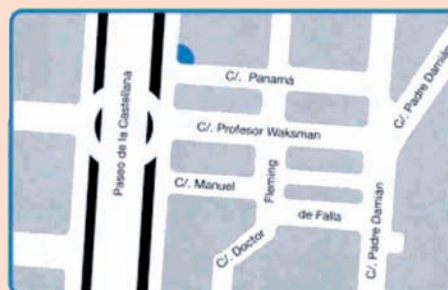 C/. Panamá
C/. Padre Damián
C/. Profesor Waksman
Paseo de la Castellana
C/. Manuel
Fleming
de Falla
C/. Doctor
C/. Padre Damián